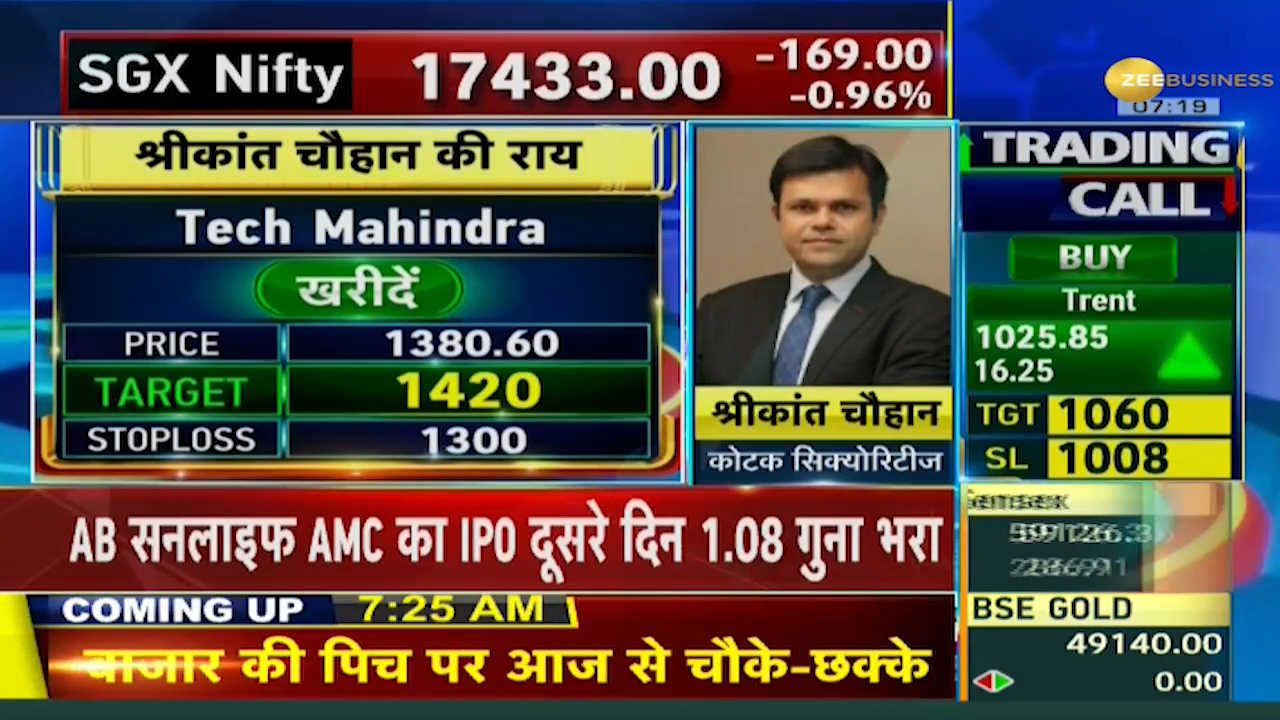 SGX Nifty 17433.00 -169.00
-0.96%
ZEEBUSINESS
07:19
श्रीकांत चौहान की राय
Tech Mahindra
खरीदें
PRICE 1380.60
TARGET 1420
STOPLOSS 1300
श्रीकांत चौहान
कोटक सिक्योरिटीज
TRADING
CALL
BUY
Trent
1025.85
16.25
TGT 1060
SL 1008
AB सनलाइफ AMC का IPO दूसरे दिन 1.08 गुना भरा
COMING UP 7:25 AM
बाजार की पिच पर आज से चौके-छक्के
BSE GOLD
49140.00
0.00